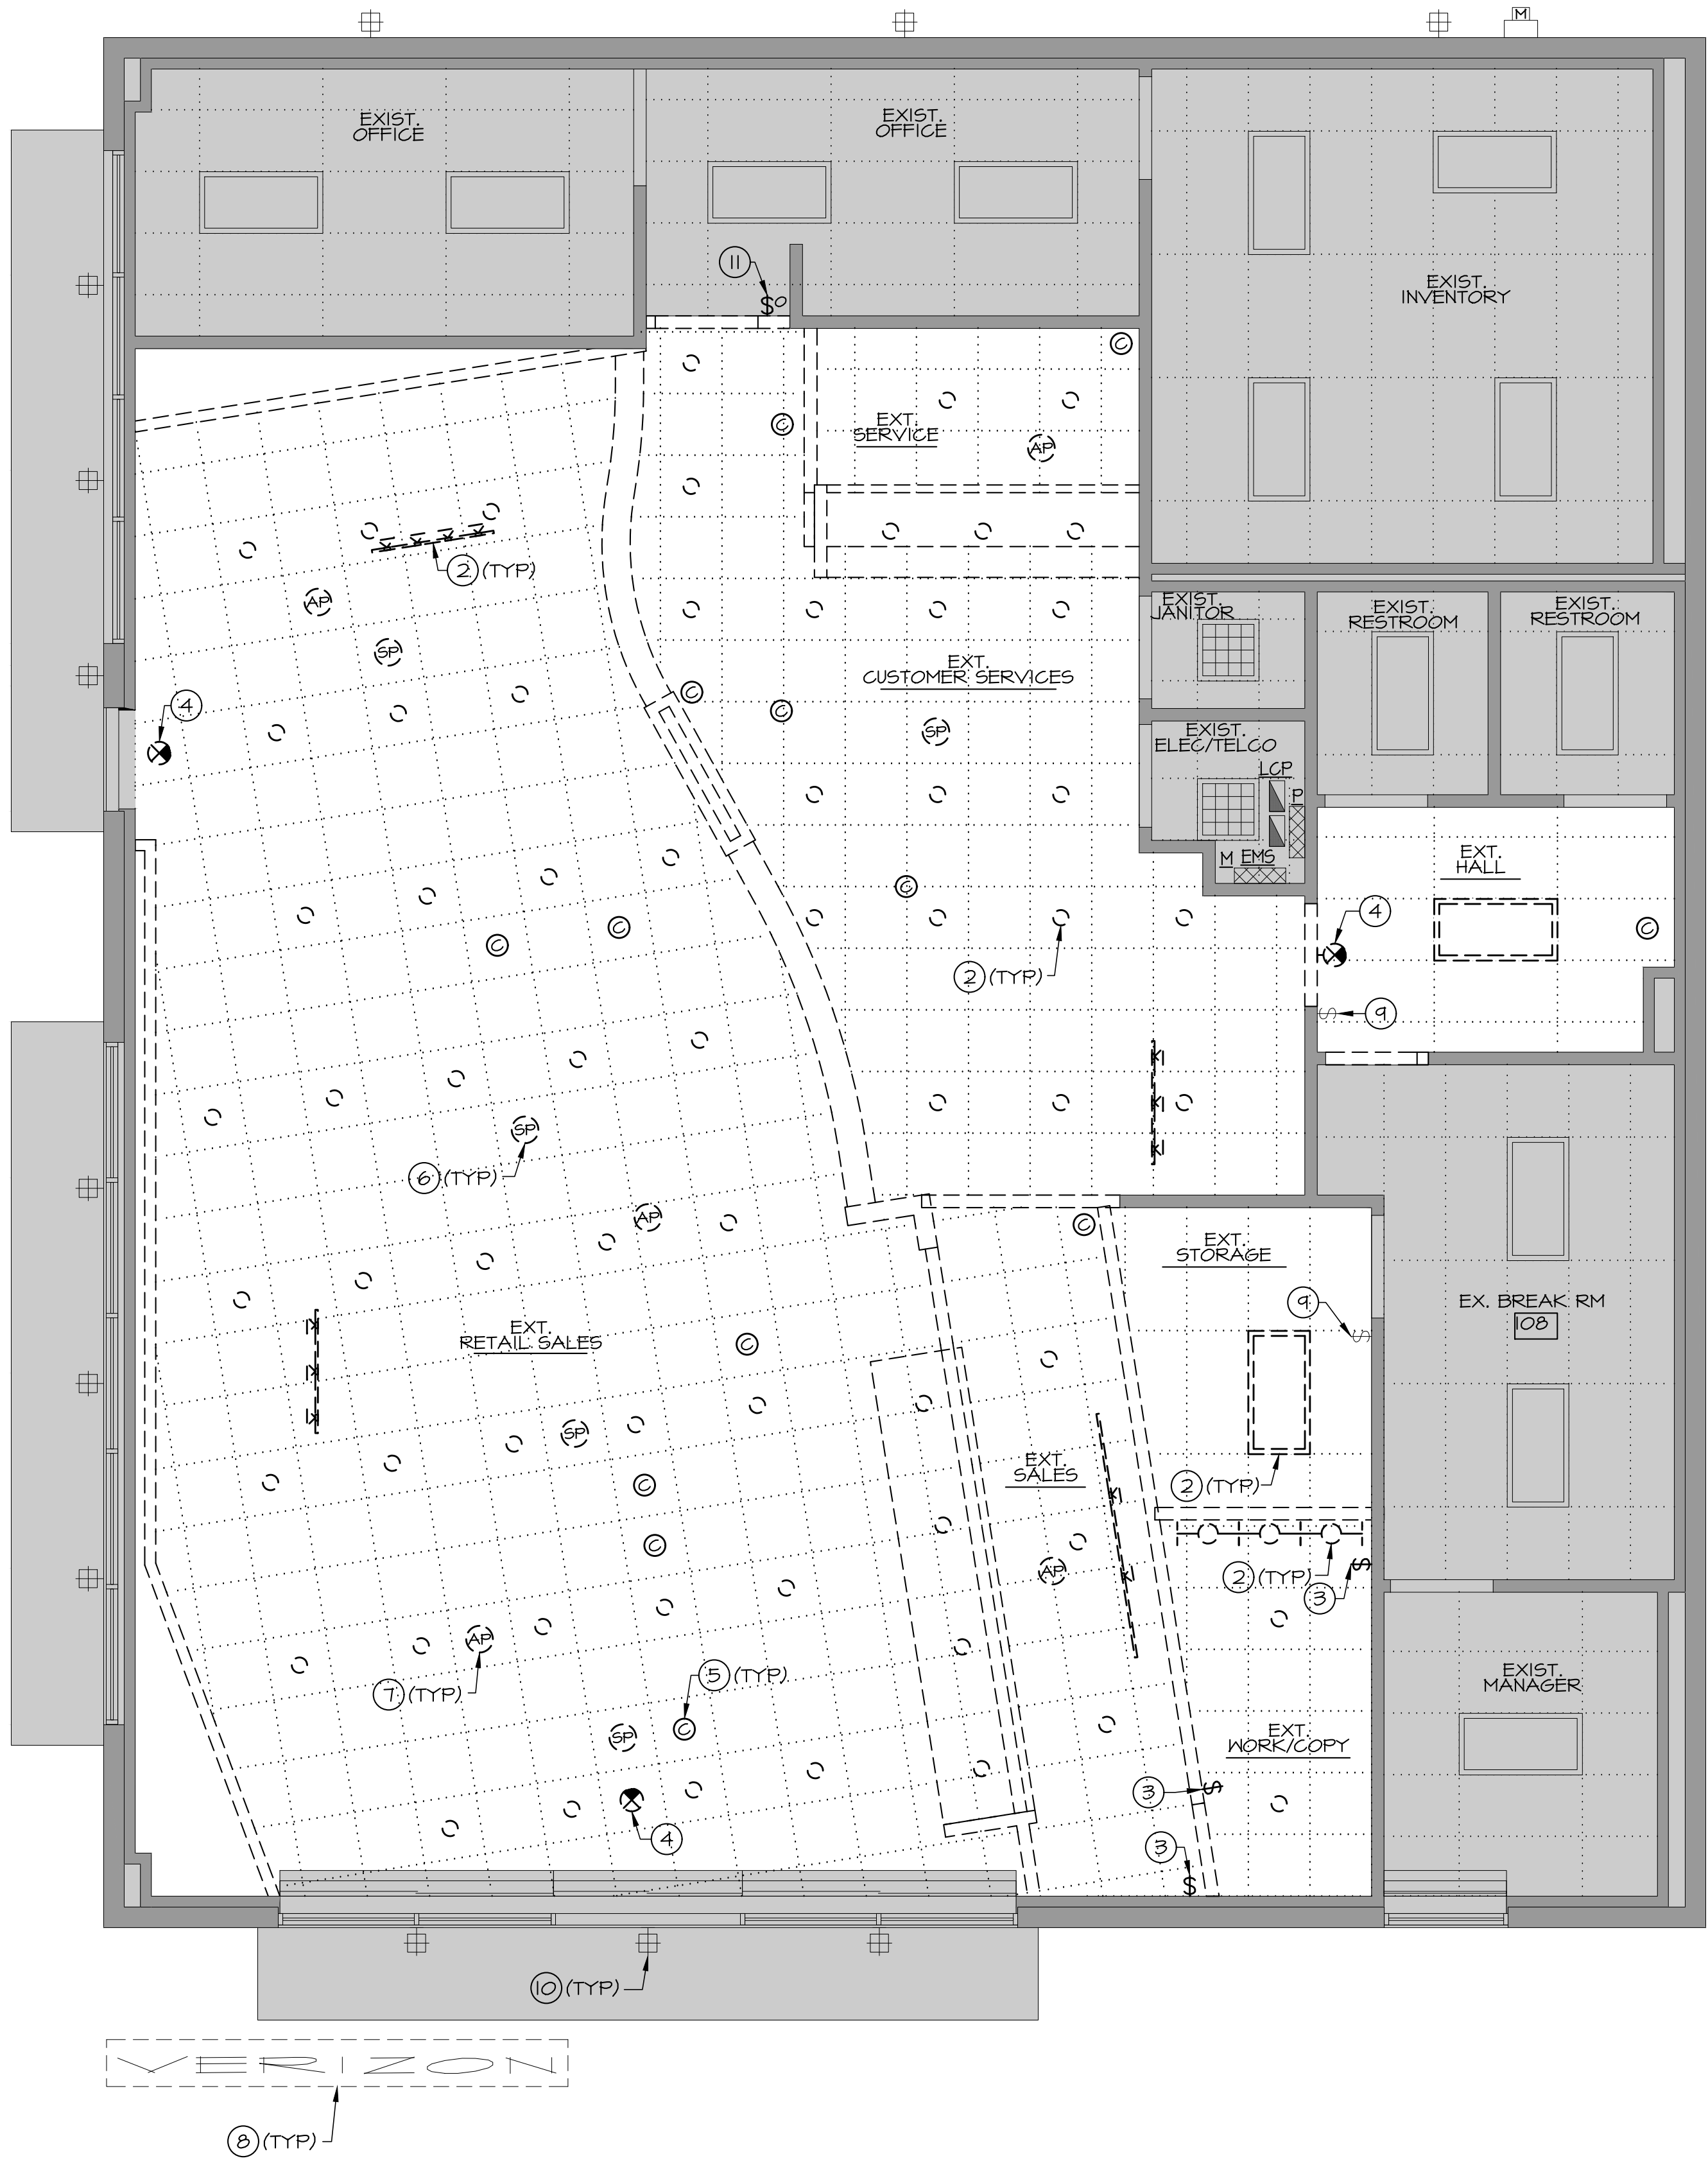 M
EXIST.
OFFICE
EXIST.
OFFICE
11
$o
EXIST.
INVENTORY
C
C
EXT.
SERVICE
AP
2 (TYP)
AP
SP
EXIST.
JANITOR
EXIST.
RESTROOM
EXIST.
RESTROOM
EXT.
CUSTOMER SERVICES
C
C
SP
4
EXIST.
ELEC/TELCO
LCP
P
M EMS
EXT.
HALL
C
4
C
C
C
2 (TYP)
$ 9
SP
6 (TYP)
AP
C
EXT.
STORAGE
9
$
EX. BREAK RM
108
EXT.
RETAIL SALES
C
SP
C
EXT.
SALES
2 (TYP)
C
AP
2 (TYP)
$
3
AP
7 (TYP)
5 (TYP)
C
SP
EXIST.
MANAGER
EXT.
WORK/COPY
3 $
4
3
$
10 (TYP)
VERIZON
8 (TYP)